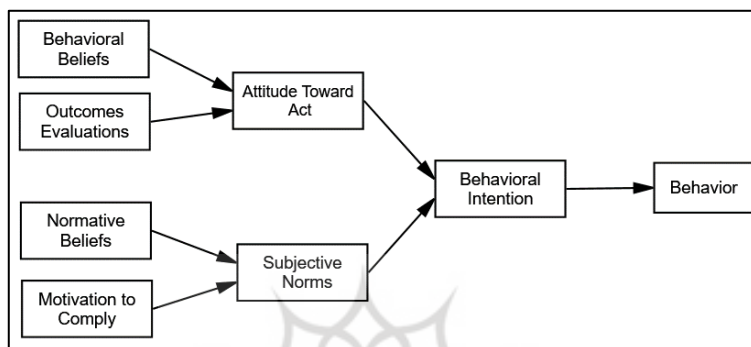 Behavioral
Beliefs
Outcomes
Evaluations
Attitude Toward
Act
Normative
Beliefs
Motivation to
Comply
Subjective
Norms
Behavioral
Intention
Behavior